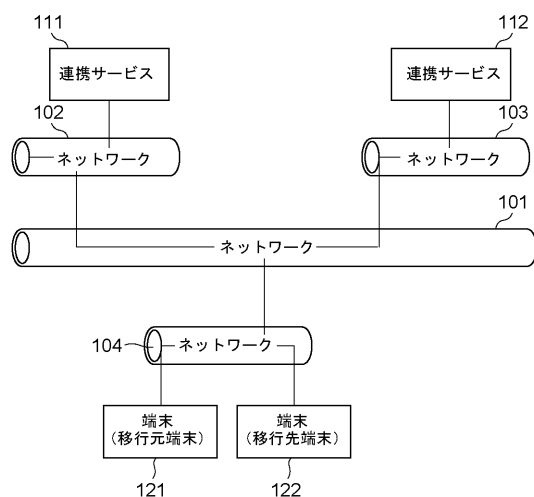 111
112
連携サービス
連携サービス
102
103
ネットワーク
ネットワーク
101
ネットワーク
104
ネットワーク
端末
(移行元端末)
端末
(移行先端末)
121
122